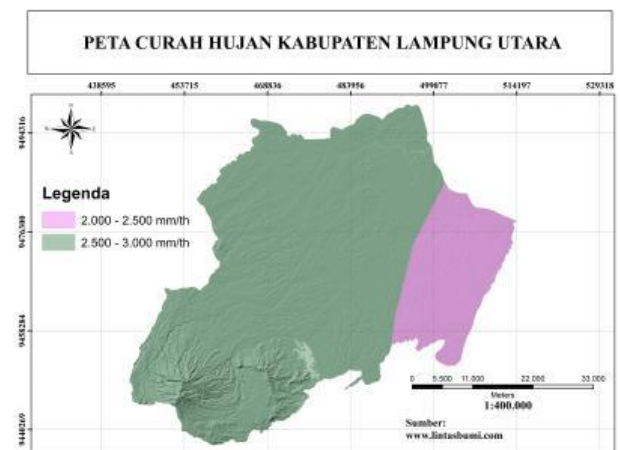 PETA CURAH HUJAN KABUPATEN LAMPUNG UTARA
438595 453715 468836 483956 499077 514197 529318
9494316
9476300
9458284
9440269
N
Legenda
2.000 - 2.500 mm/th
2.500 - 3.000 mm/th
0 5.500 11.000 22.000 33.000
Meters
1:400.000
Sumber:
www.lintasbumi.com